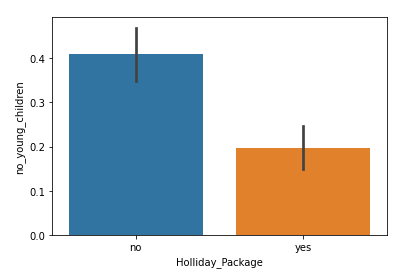 0.4
0.3
0.2
0.1
0.0
no_young_children
no yes
Holliday_Package